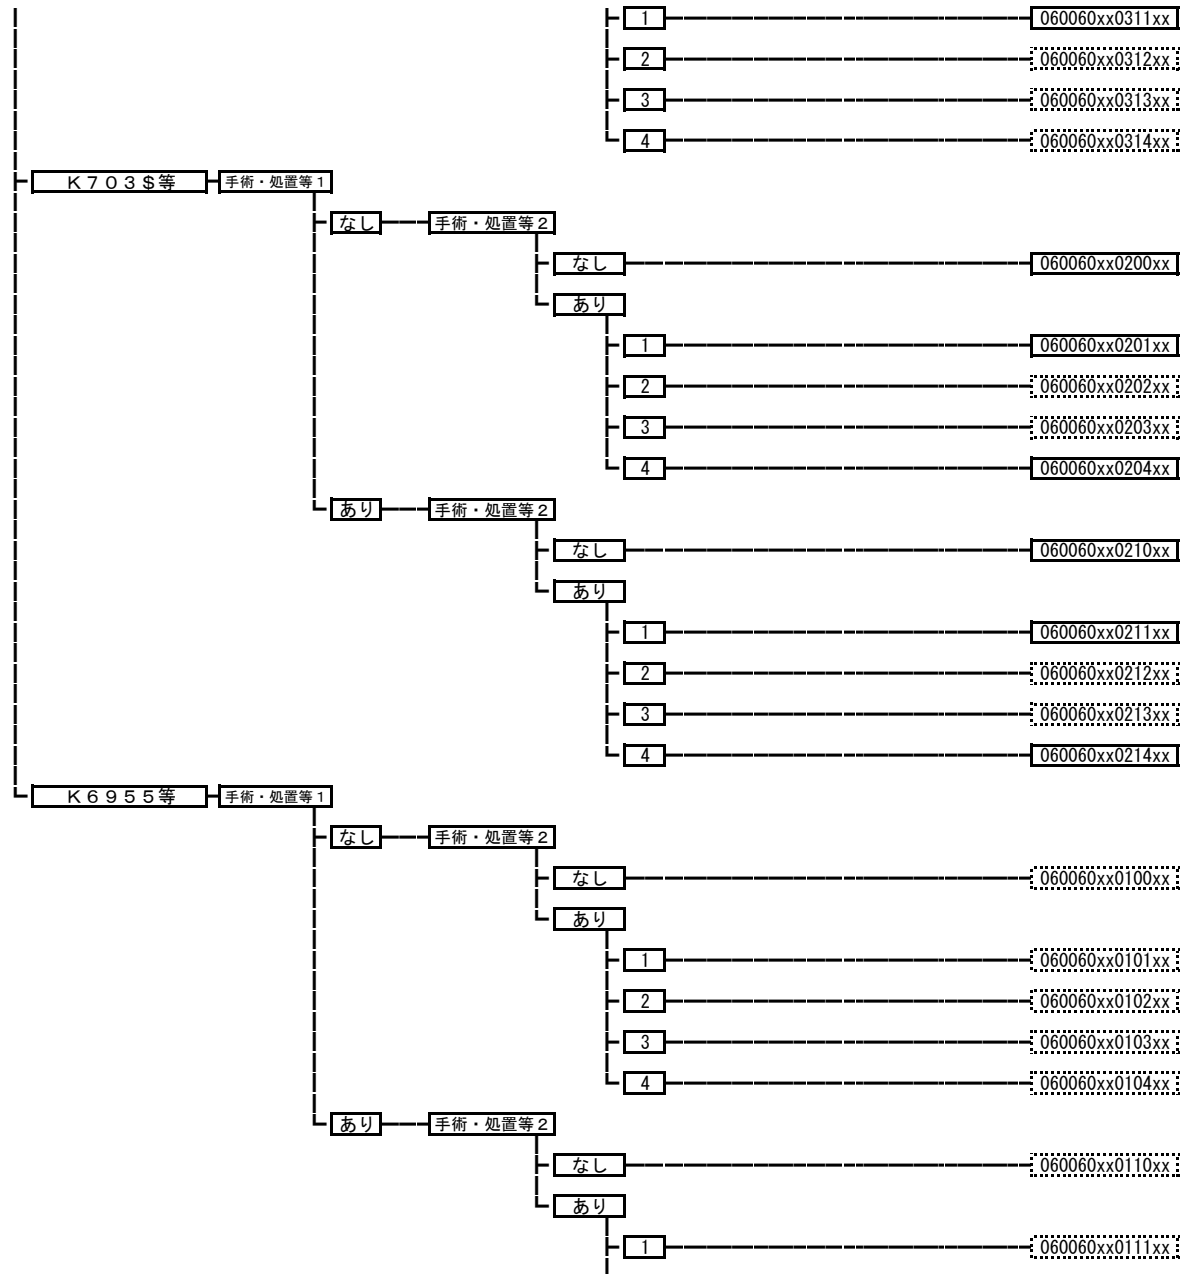 1 060060xx0311xx
2 060060xx0312xx
3 060060xx0313xx
4 060060xx0314xx
K703$等 手術・処置等1
なし 手術・処置等2
なし 060060xx0200xx
あり
1 060060xx0201xx
2 060060xx0202xx
3 060060xx0203xx
4 060060xx0204xx
あり 手術・処置等2
なし 060060xx0210xx
あり
1 060060xx0211xx
2 060060xx0212xx
3 060060xx0213xx
4 060060xx0214xx
K6955等 手術・処置等1
なし 手術・処置等2
なし 060060xx0100xx
あり
1 060060xx0101xx
2 060060xx0102xx
3 060060xx0103xx
4 060060xx0104xx
あり 手術・処置等2
なし 060060xx0110xx
あり
1 060060xx0111xx